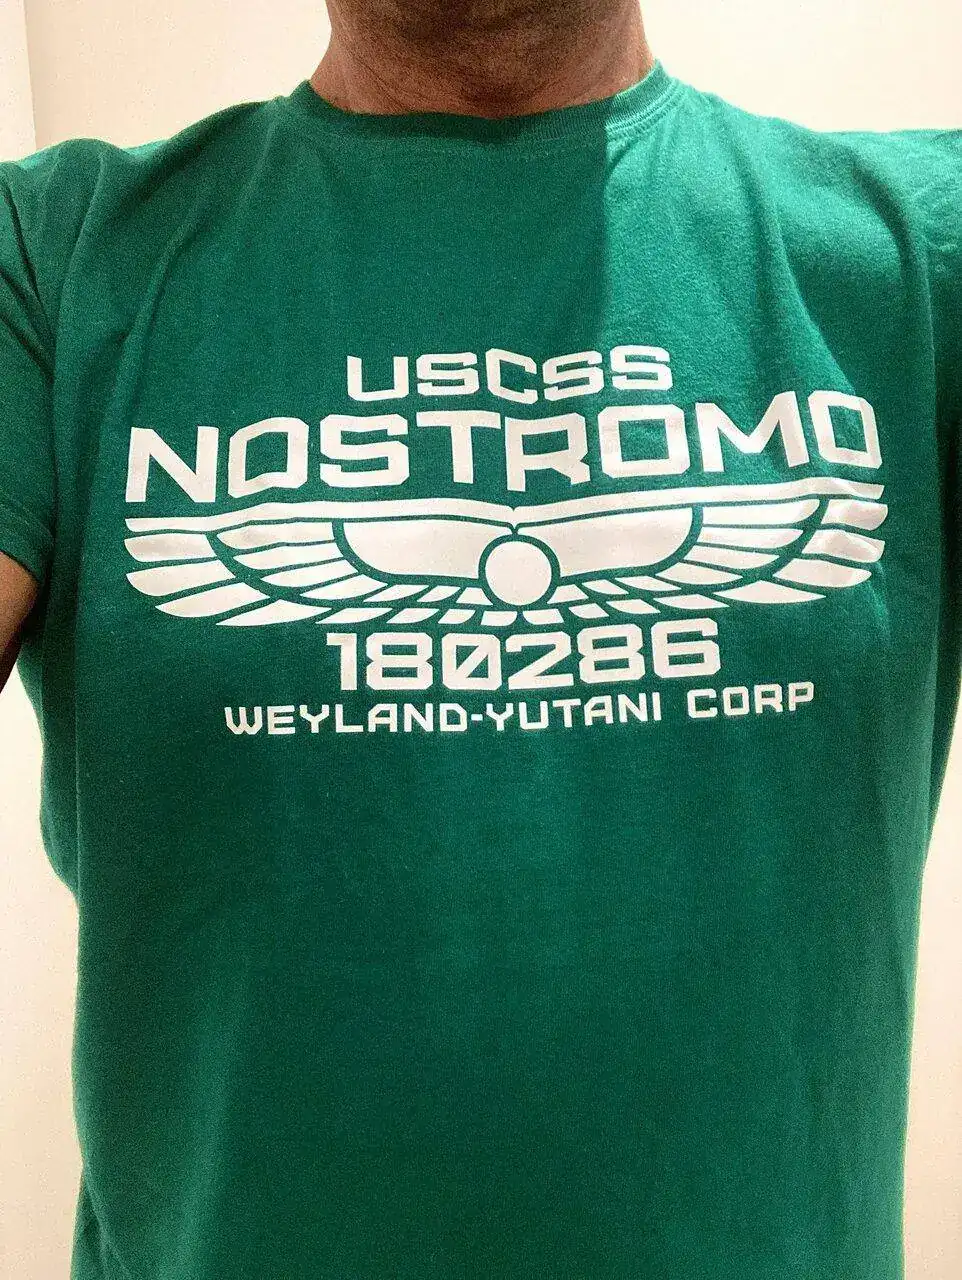 USCSS
NOSTROMO
180286
WEYLAND-YUTANI CORP